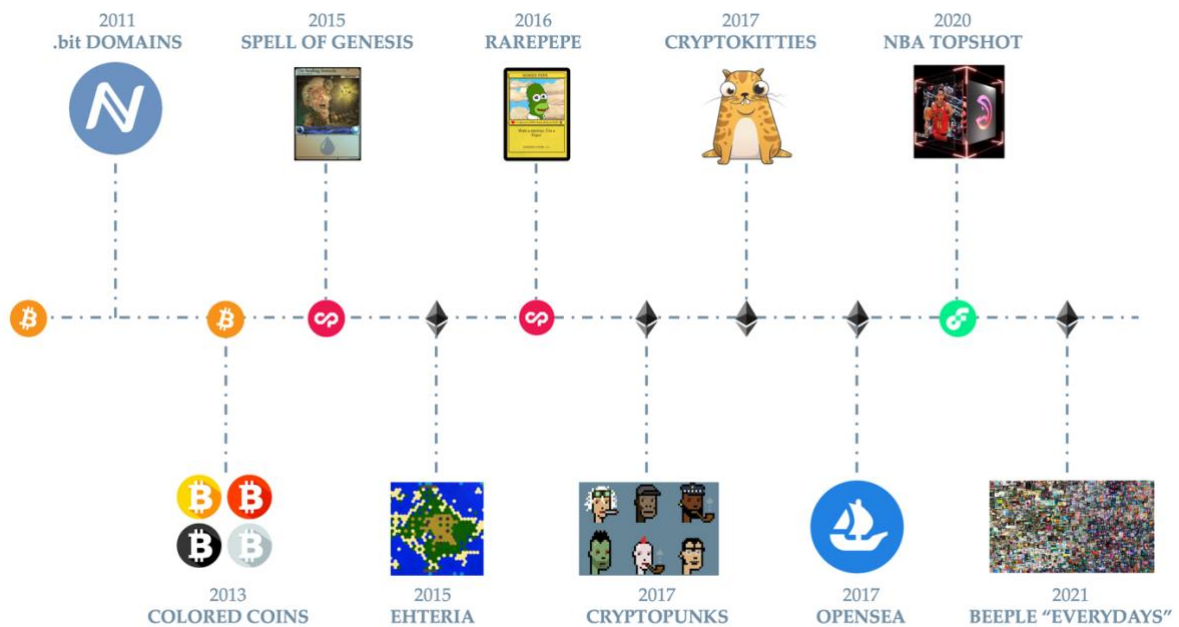 2011
.bit DOMAINS
2015
SPELL OF GENESIS
2016
RAREPEPE
2017
CRYPTOKITTIES
2020
NBA TOPSHOT
2013
COLORED COINS
2015
EHTERIA
2017
CRYPTOPUNKS
2017
OPENSEA
2021
BEEPLE “EVERYDAYS”